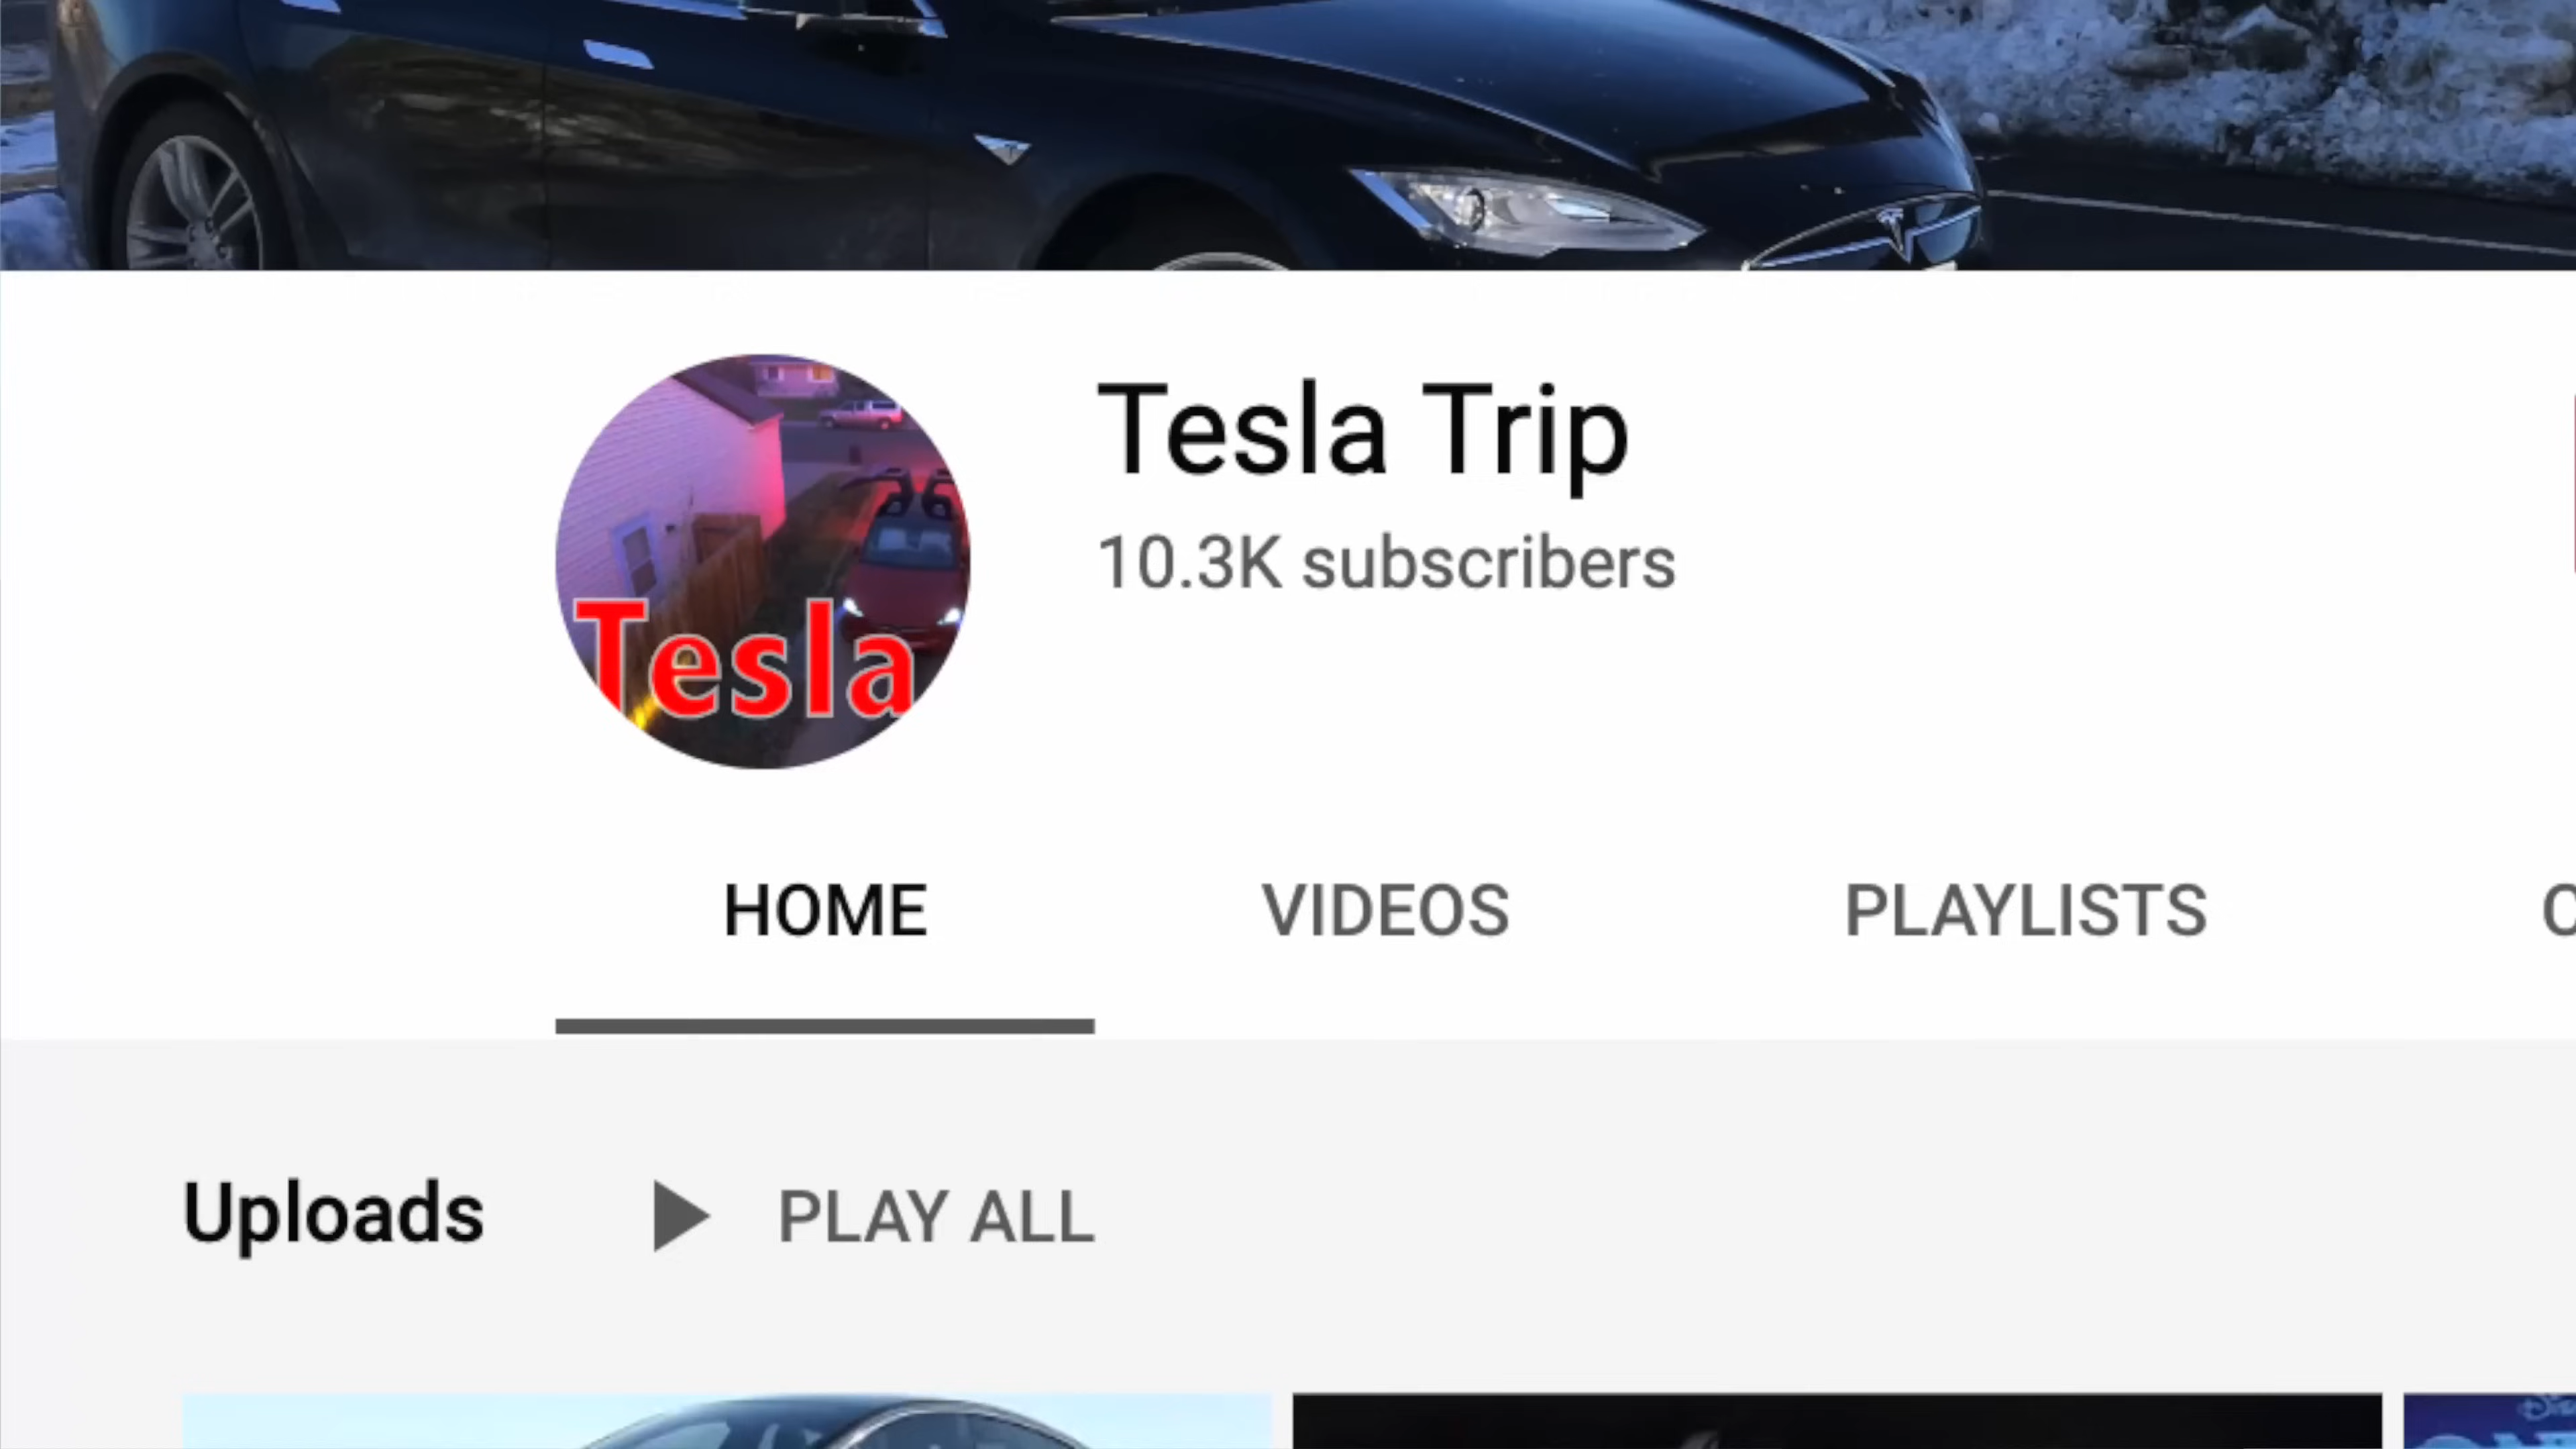 Tesla Trip
10.3K subscribers
Tesla
HOME
VIDEOS
PLAYLISTS
Uploads
PLAY ALL